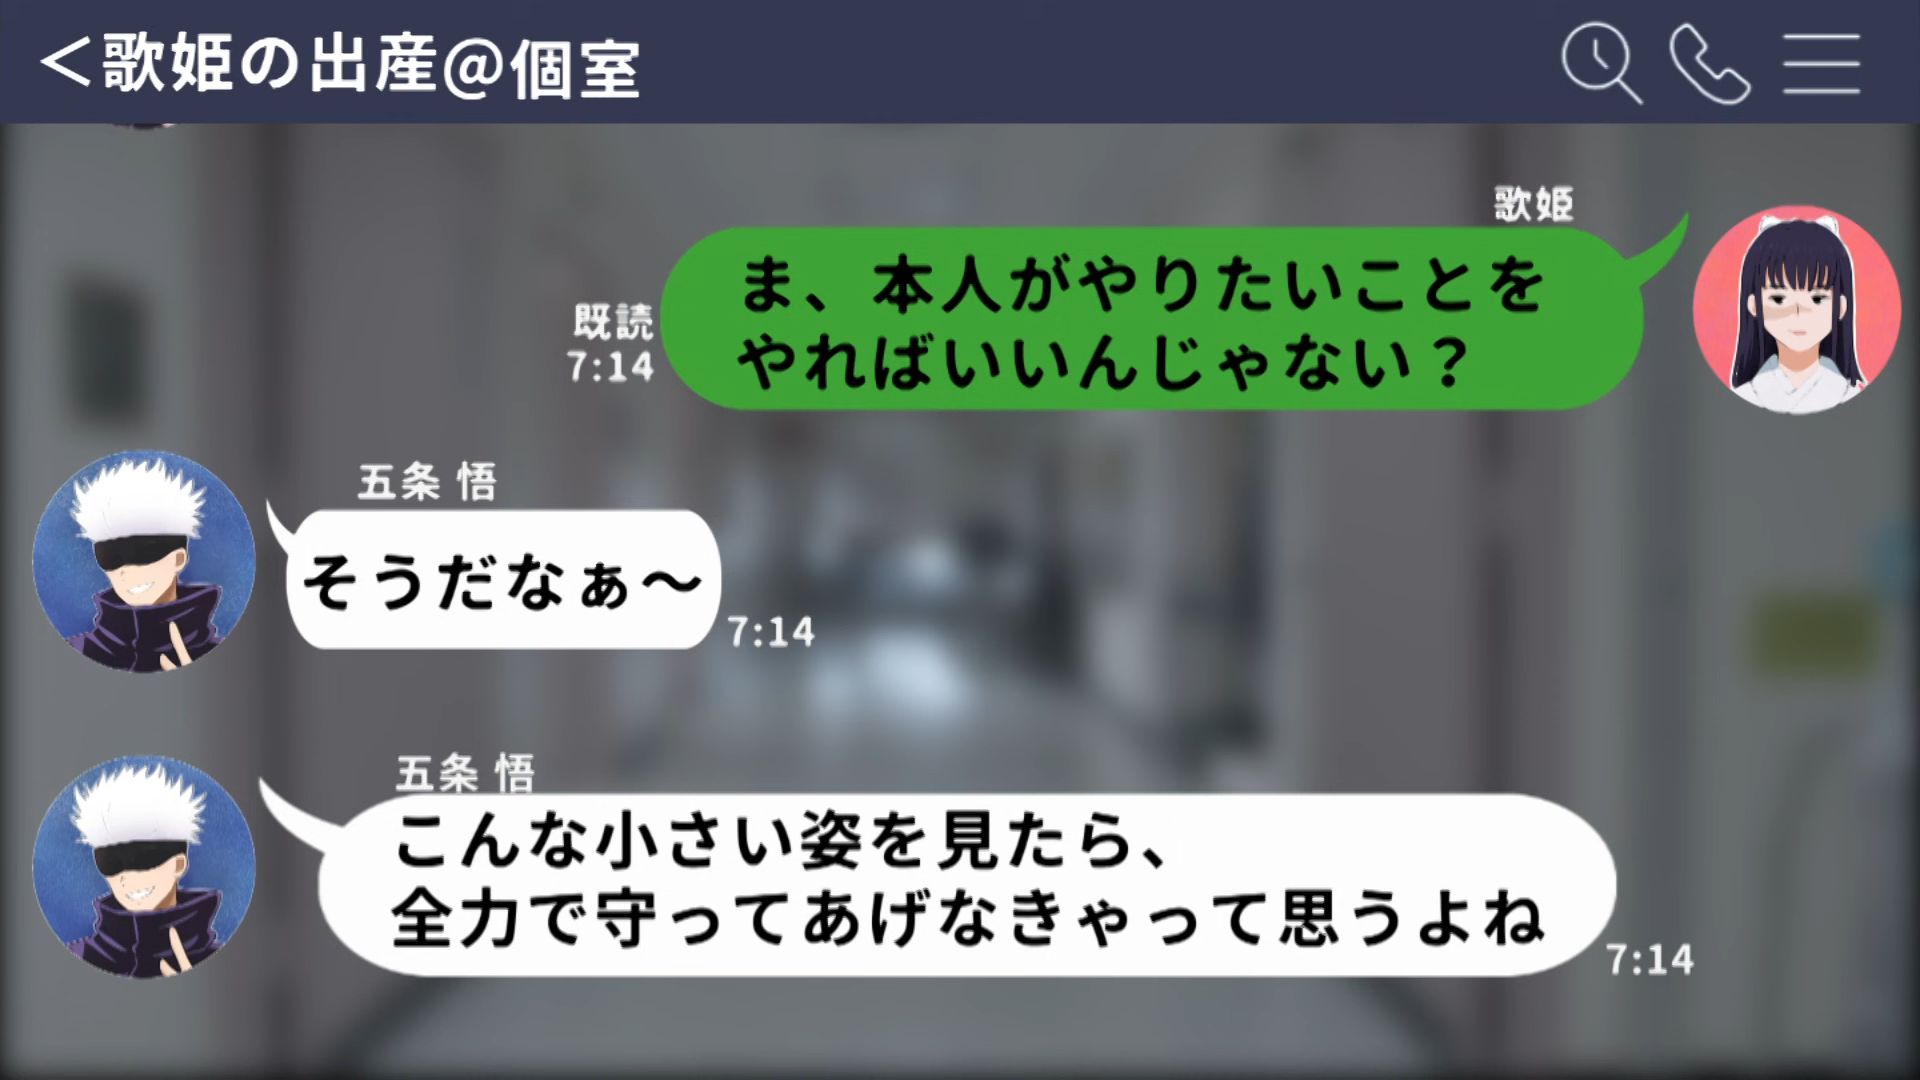 ＜歌姫の出産@個室
歌姫
ま、本人がやりたいことを
やればいいんじゃない？
既読
7:14
五条 悟
そうだなぁ～
7:14
五条 悟
こんな小さい姿を見たら、
全力で守ってあげなきゃって思うよね
7:14